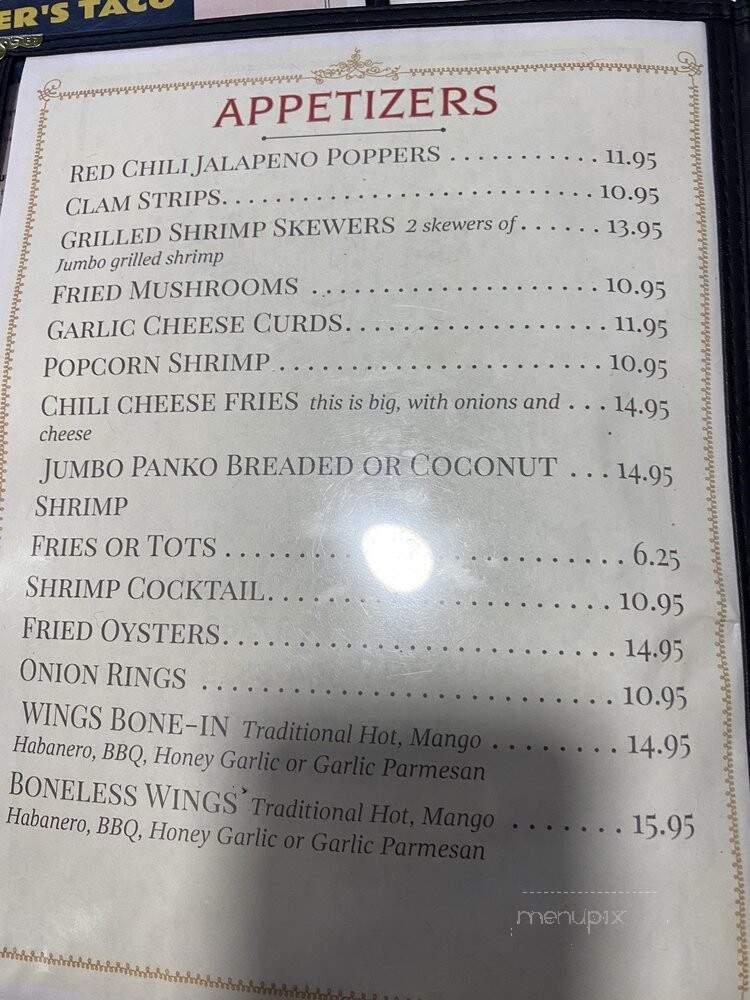 ER'S TACO
APPETIZERS
RED CHILI JALAPENO POPPERS . . . . . . . . . . . 11.95
CLAM STRIPS. . . . . . . . . . . . . . . . . . . . . . . . . . . . 10.95
GRILLED SHRIMP SKEWERS 2 skewers of . . . . . . 13.95
Jumbo grilled shrimp
FRIED MUSHROOMS . . . . . . . . . . . . . . . . . . . . . 10.95
GARLIC CHEESE CURDS. . . . . . . . . . . . . . . . . . . 11.95
POPCORN SHRIMP . . . . . . . . . . . . . . . . . . . . . . . . 10.95
CHILI CHEESE FRIES this is big, with onions and . . . 14.95
cheese
JUMBO PANKO BREADED OR COCONUT . . . 14.95
SHRIMP
FRIES OR TOTS . . . . . . . . . . . . . . . . . . . . . . . . . . . . 6.25
SHRIMP COCKTAIL. . . . . . . . . . . . . . . . . . . . . . . . . 10.95
FRIED OYSTERS. . . . . . . . . . . . . . . . . . . . . . . . . . . . 14.95
ONION RINGS . . . . . . . . . . . . . . . . . . . . . . . . . . . . 10.95
WINGS BONE-IN Traditional Hot, Mango . . . . . . . . 14.95
Habanero, BBQ, Honey Garlic or Garlic Parmesan
BONELESS WINGS Traditional Hot, Mango . . . . . . . 15.95
Habanero, BBQ, Honey Garlic or Garlic Parmesan
menupix